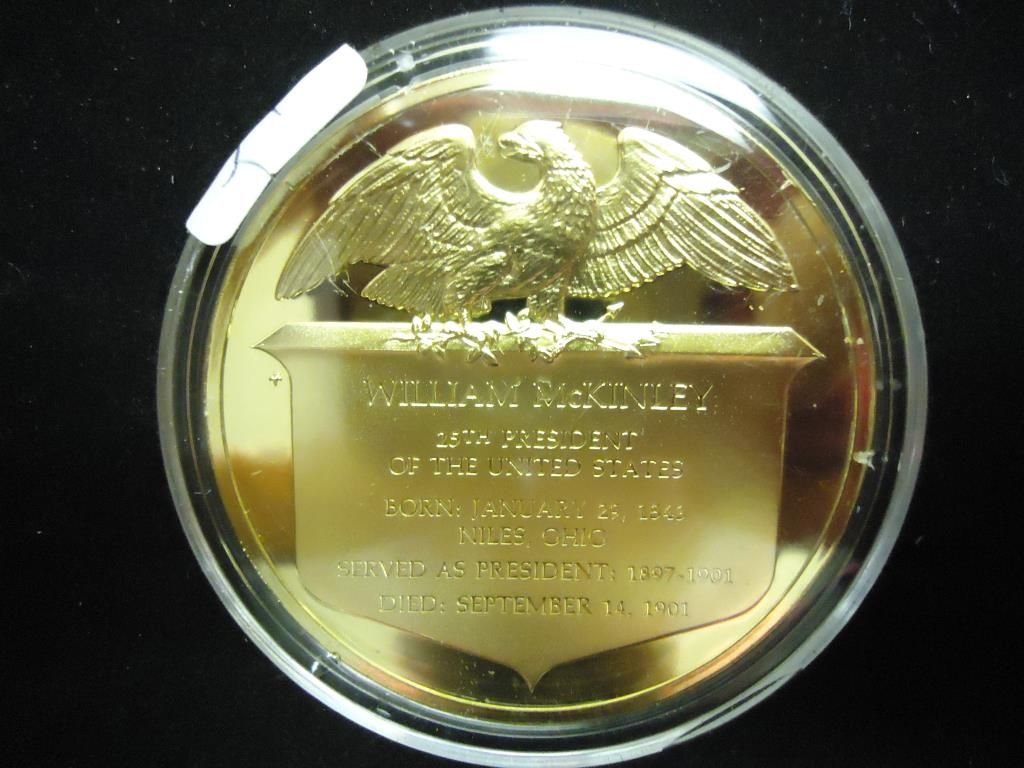 WILLIAM McKINLEY
25TH PRESIDENT
OF THE UNITED STATES
BORN: JANUARY 29, 1843
NILES, OHIO
SERVED AS PRESIDENT: 1897-1901
DIED: SEPTEMBER 14, 1901